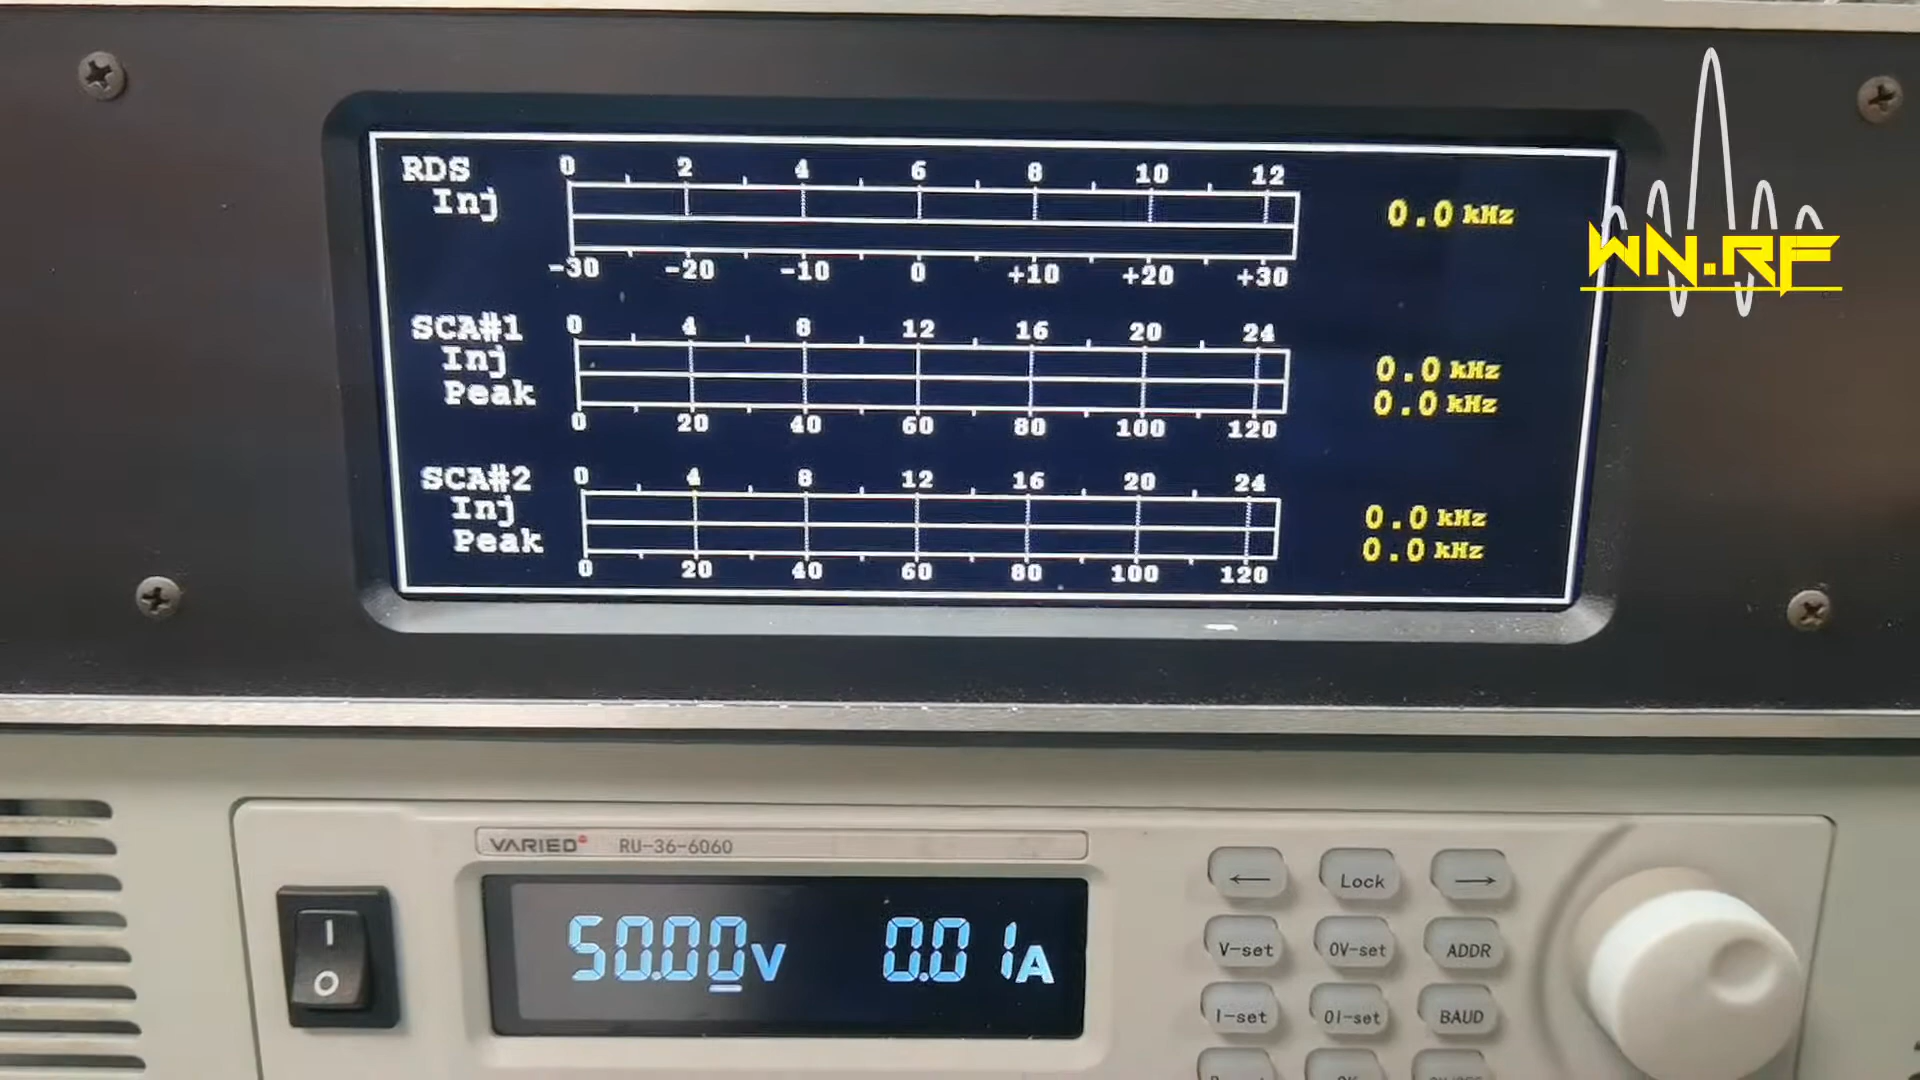 RDS 0 2 4 6 8 10 12
Inj 0.0 kHz
-30 -20 -10 0 +10 +20 +30
SCA#1 0 4 8 12 16 20 24
Inj 0.0 kHz
Peak 0.0 kHz
0 20 40 60 80 100 120
SCA#2 0 4 8 12 16 20 24
Inj 0.0 kHz
Peak 0.0 kHz
0 20 40 60 80 100 120
WN.RF
VARIED RU-36-6060
50.00V 0.01A
I
O
← Lock →
V-set OV-set ADDR
I-set OI-set BAUD